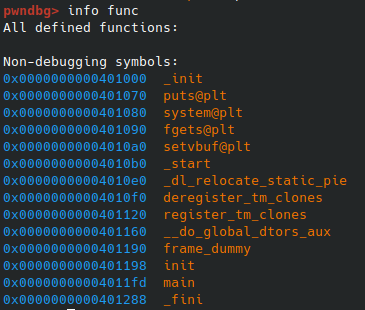 pwndbg> info func
All defined functions:
Non-debugging symbols:
0x0000000000401000 _init
0x0000000000401070 puts@plt
0x0000000000401080 system@plt
0x0000000000401090 fgets@plt
0x00000000004010a0 setvbuf@plt
0x00000000004010b0 _start
0x00000000004010e0 _dl_relocate_static_pie
0x00000000004010f0 deregister_tm_clones
0x0000000000401120 register_tm_clones
0x0000000000401160 __do_global_dtors_aux
0x0000000000401190 frame_dummy
0x0000000000401198 init
0x00000000004011fd main
0x0000000000401288 _fini